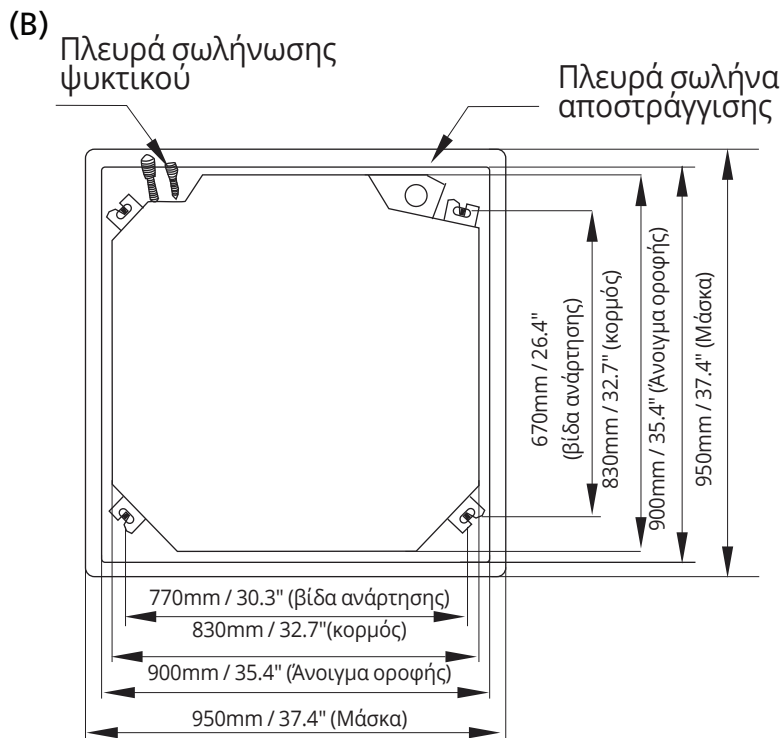 (B)
Πλευρά σωλήνωσης
ψυκτικού
Πλευρά σωλήνα
αποστράγγισης
670mm / 26.4"
(βίδα ανάρτησης)
830mm / 32.7" (κορμός)
900mm / 35.4" (Άνοιγμα οροφής)
950mm / 37.4" (Μάσκα)
770mm / 30.3" (βίδα ανάρτησης)
830mm / 32.7"(κορμός)
900mm / 35.4" (Άνοιγμα οροφής)
950mm / 37.4" (Μάσκα)